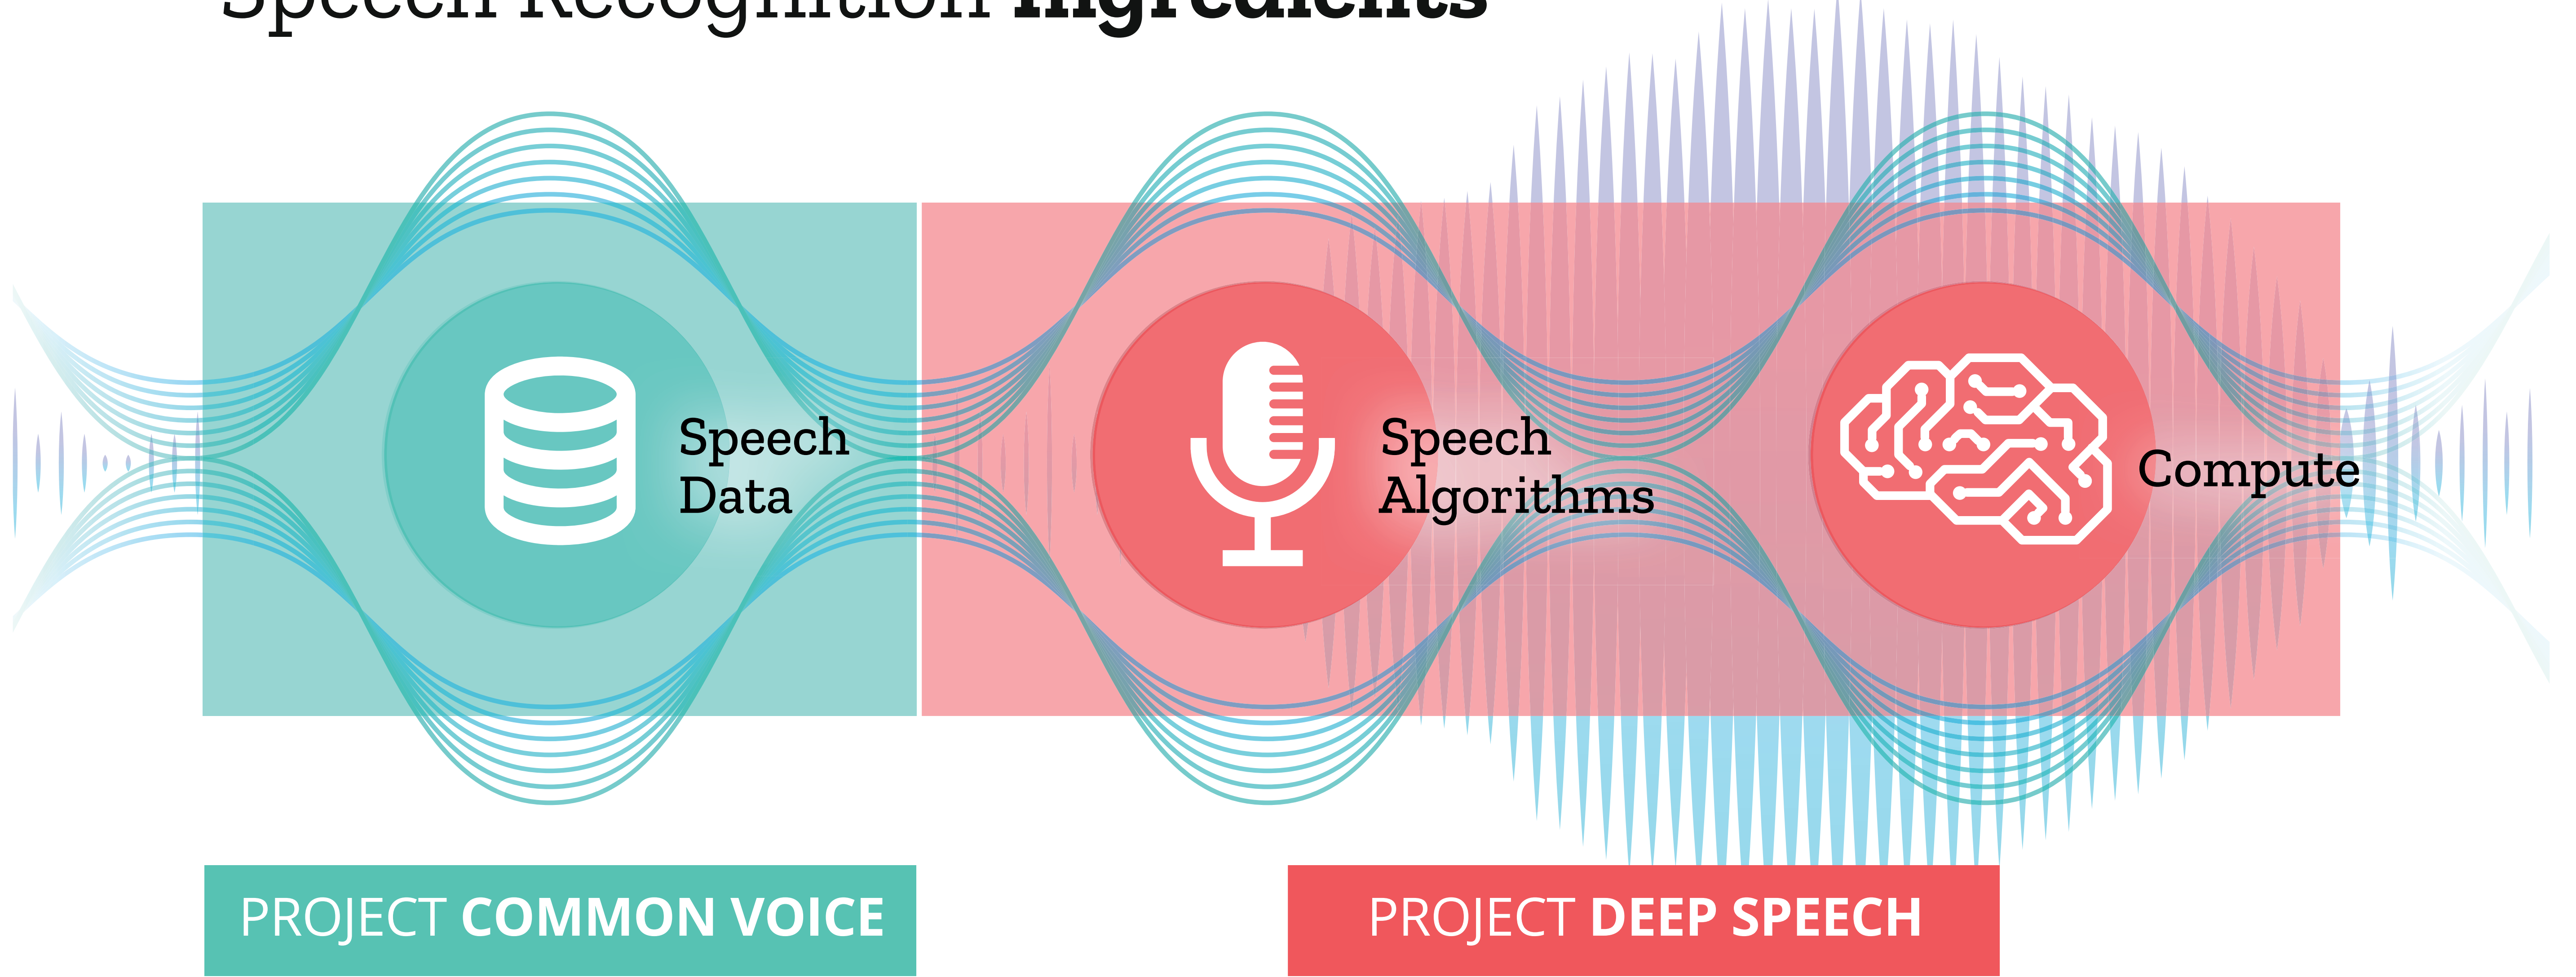 Speech Recognition Ingredients
Speech
Data
Speech
Algorithms
Compute
PROJECT COMMON VOICE
PROJECT DEEP SPEECH